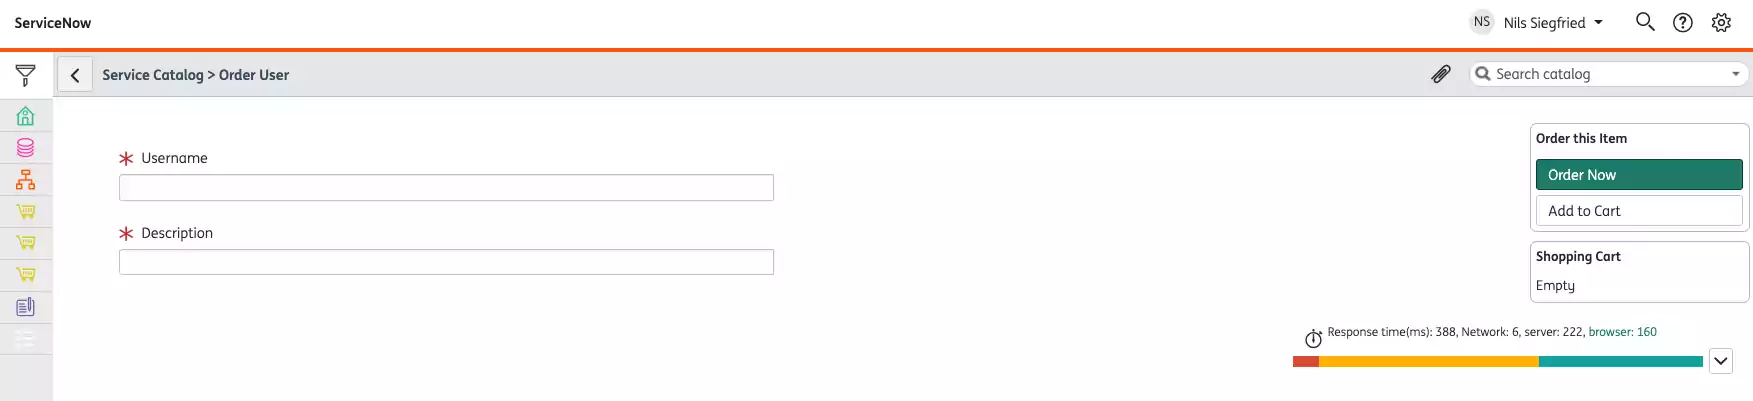 ServiceNow
NS Nils Siegfried
Service Catalog > Order User
Search catalog
Username
Description
Order this Item
Order Now
Add to Cart
Shopping Cart
Empty
Response time(ms): 388, Network: 6, server: 222, browser: 160